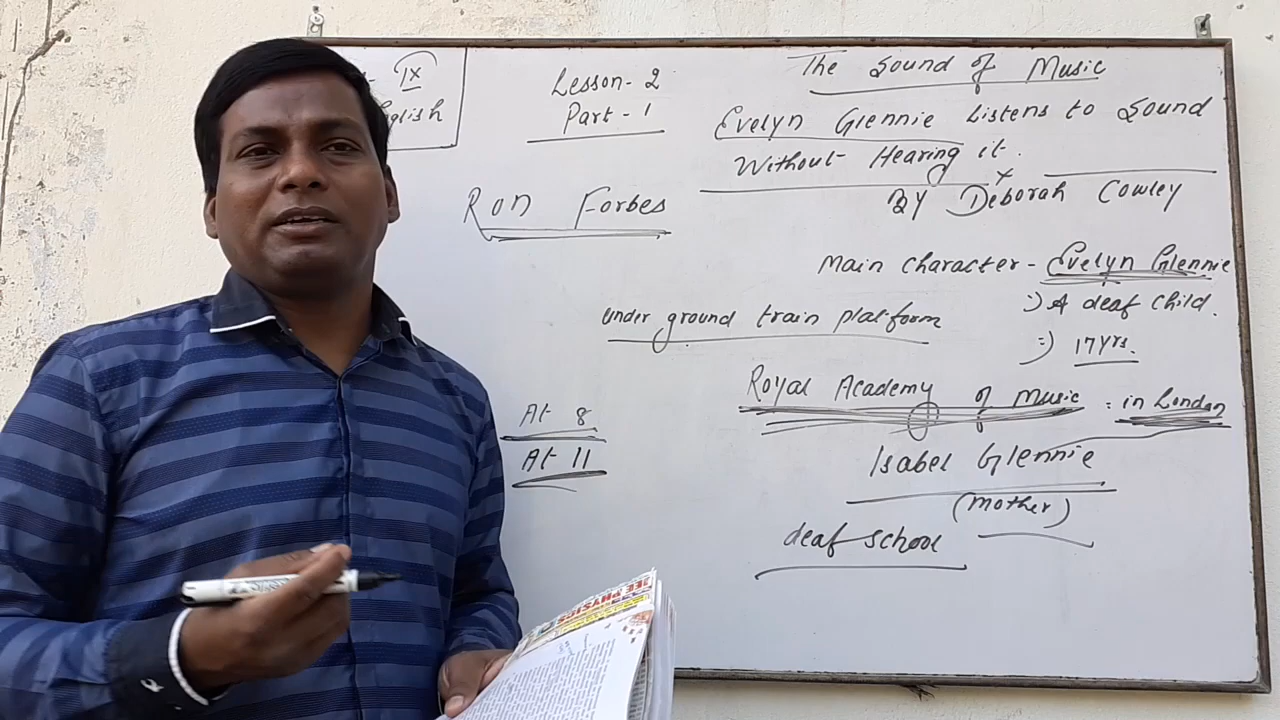 IX
English
Lesson-2
Part-1
The Sound of Music
Evelyn Glennie Listens to Sound
Without Hearing it.
BY Deborah Cowley
Ron Forbes
Main character - Evelyn Glennie
:) A deaf child.
:) 17yrs.
under ground train platform
Royal Academy of Music : in London
At 8
At 11
Isabel Glennie
(Mother)
deaf school
PHYSICS